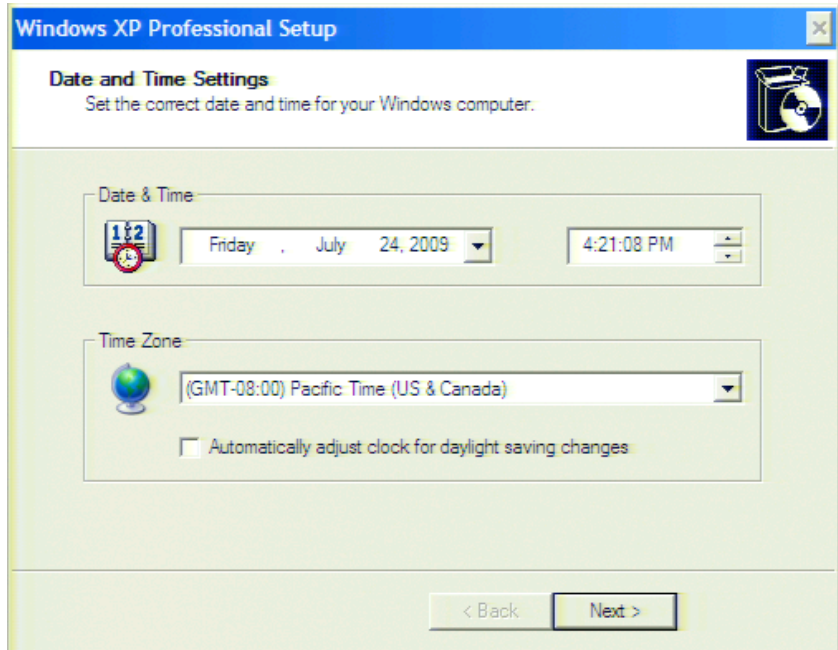 Windows XP Professional Setup
Date and Time Settings
Set the correct date and time for your Windows computer.
Date & Time
Friday , July 24, 2009 4:21:08 PM
Time Zone
(GMT-08:00) Pacific Time (US & Canada)
Automatically adjust clock for daylight saving changes
< Back Next >